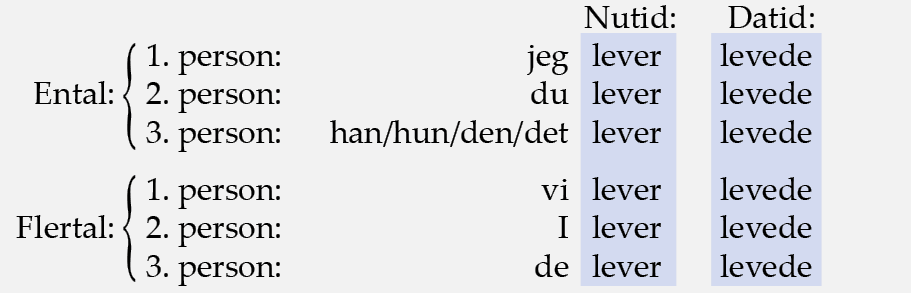 Nutid: Datid:
1. person: jeg lever levede
Ental: 2. person: du lever levede
3. person: han/hun/den/det lever levede
1. person: vi lever levede
Flertal: 2. person: I lever levede
3. person: de lever levede